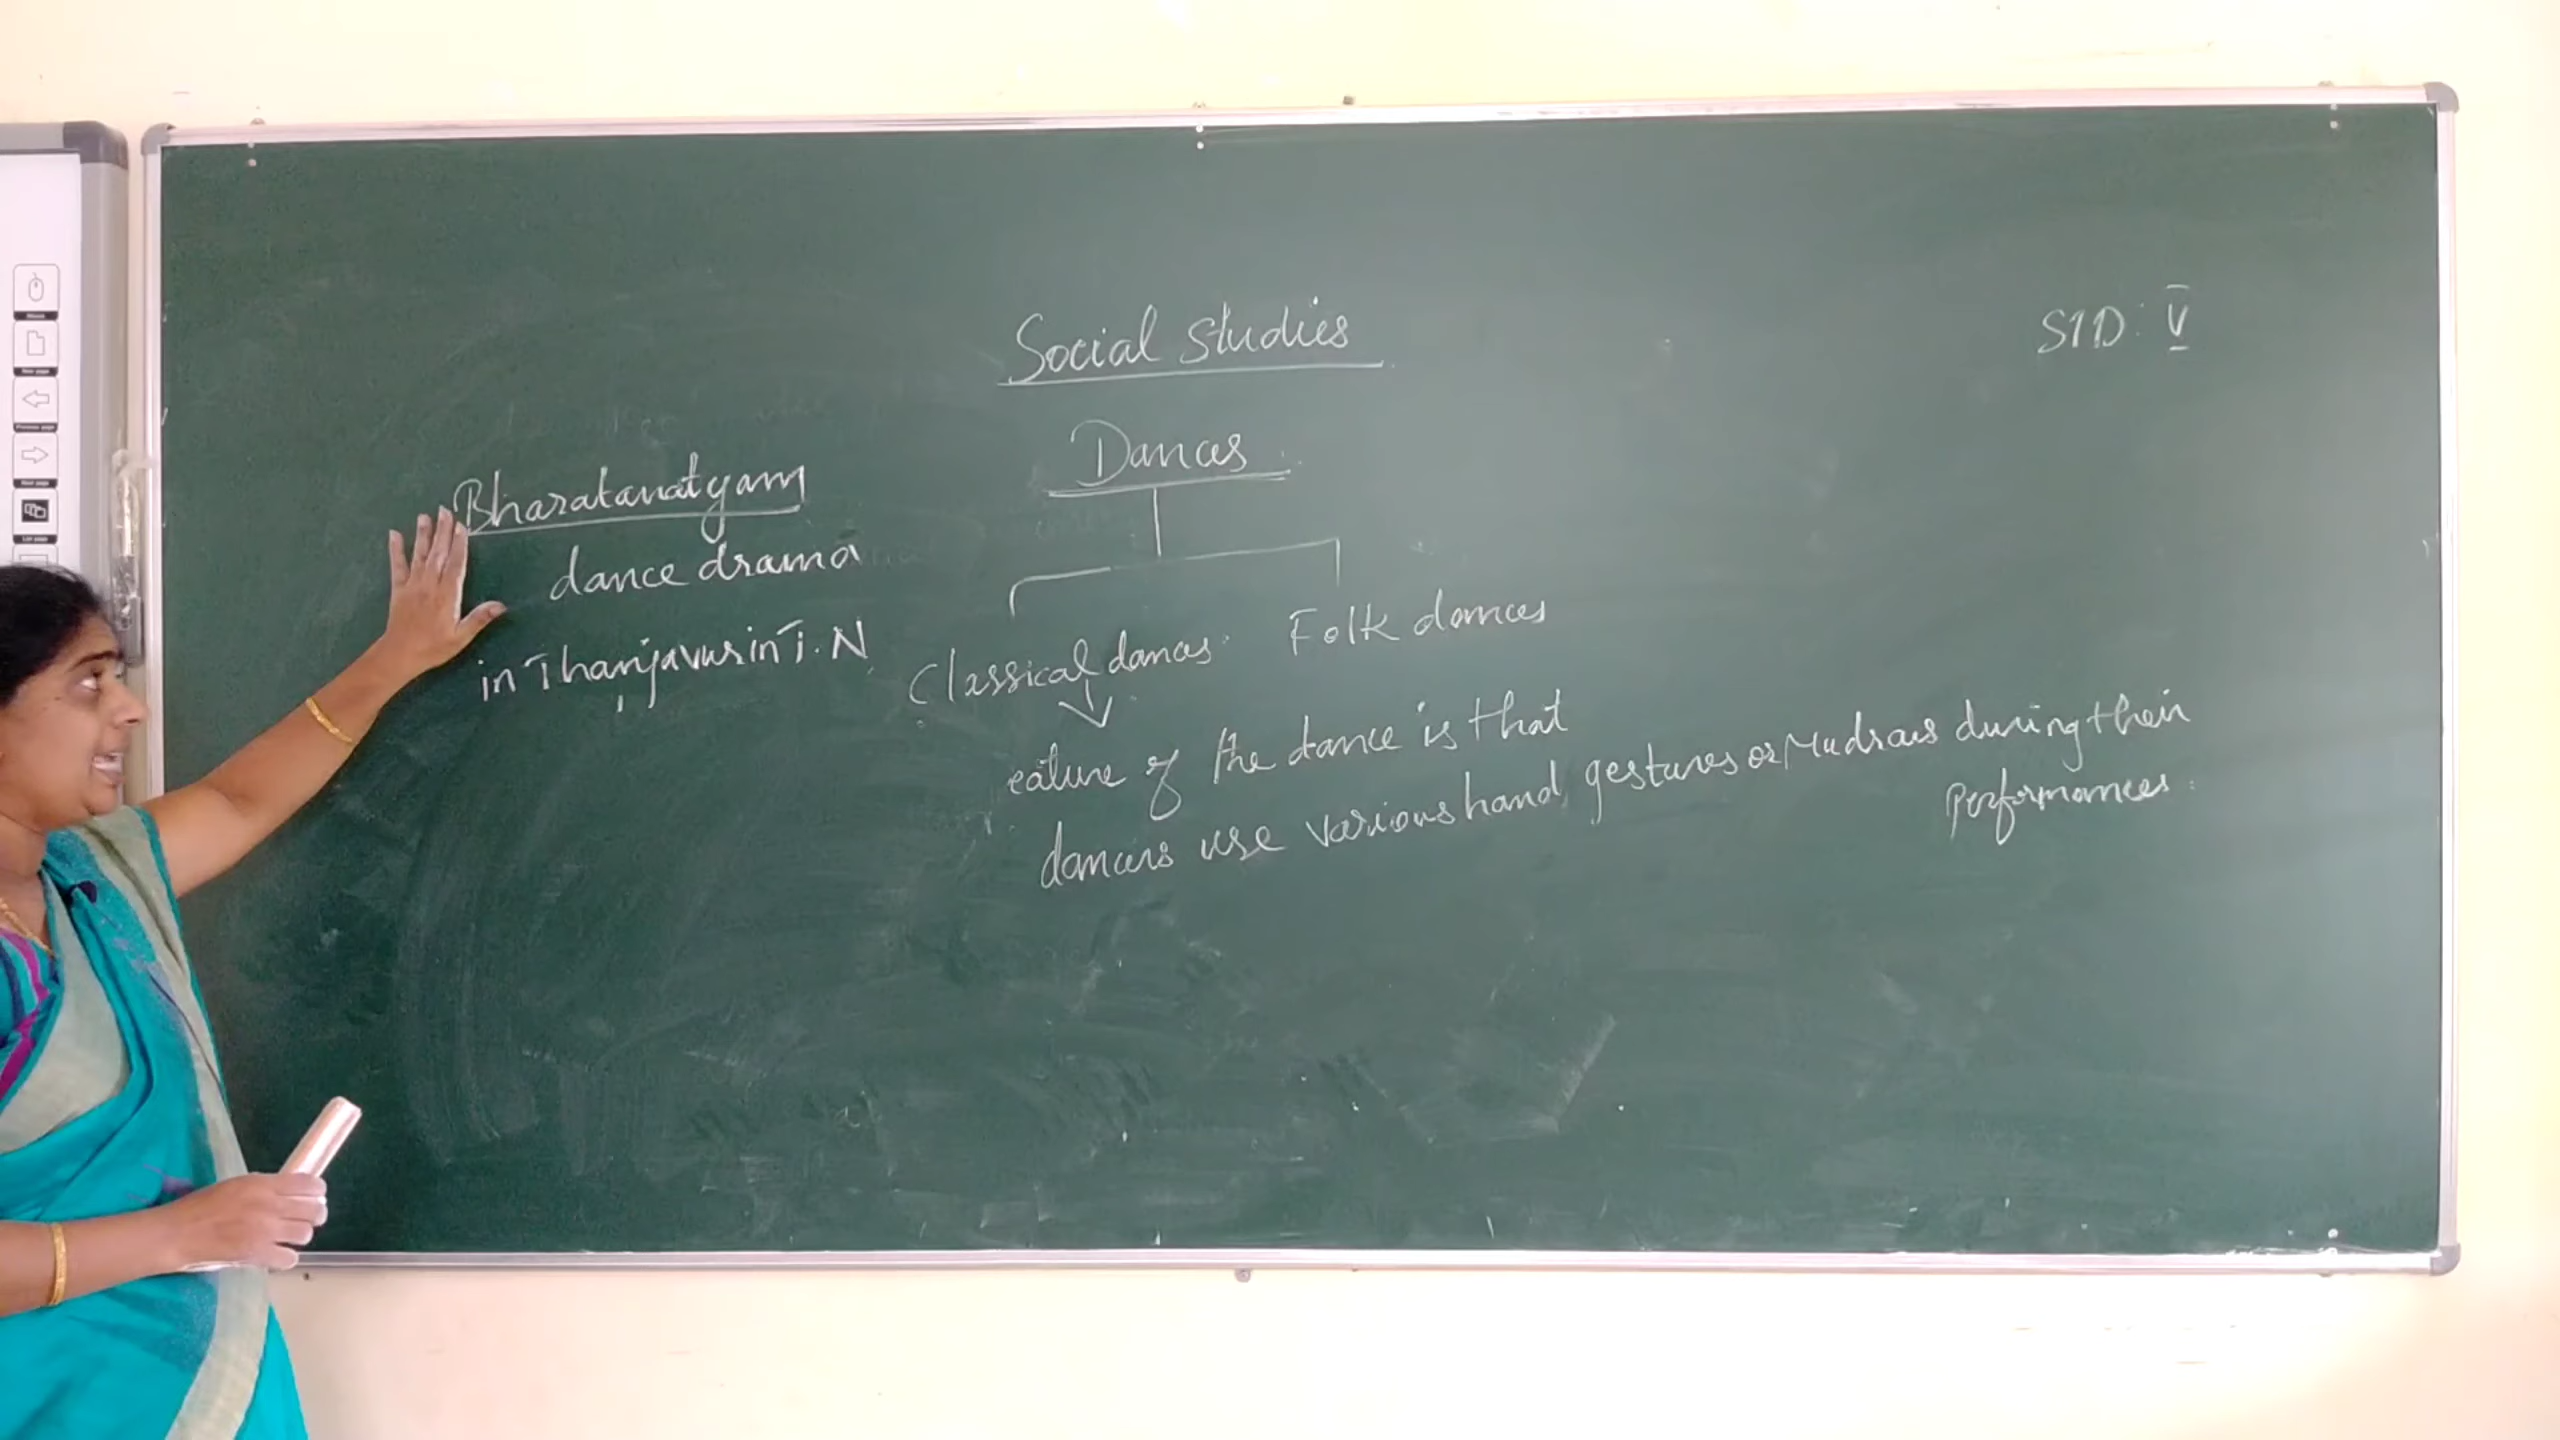 Social Studies
STD: V
Dances
Bharatanatyam
dance drama
in Thanjavur in T.N
Classical dances. Folk dances
eature of the dance is that
dancers use various hand gestures or Mudraas during their
Performances.